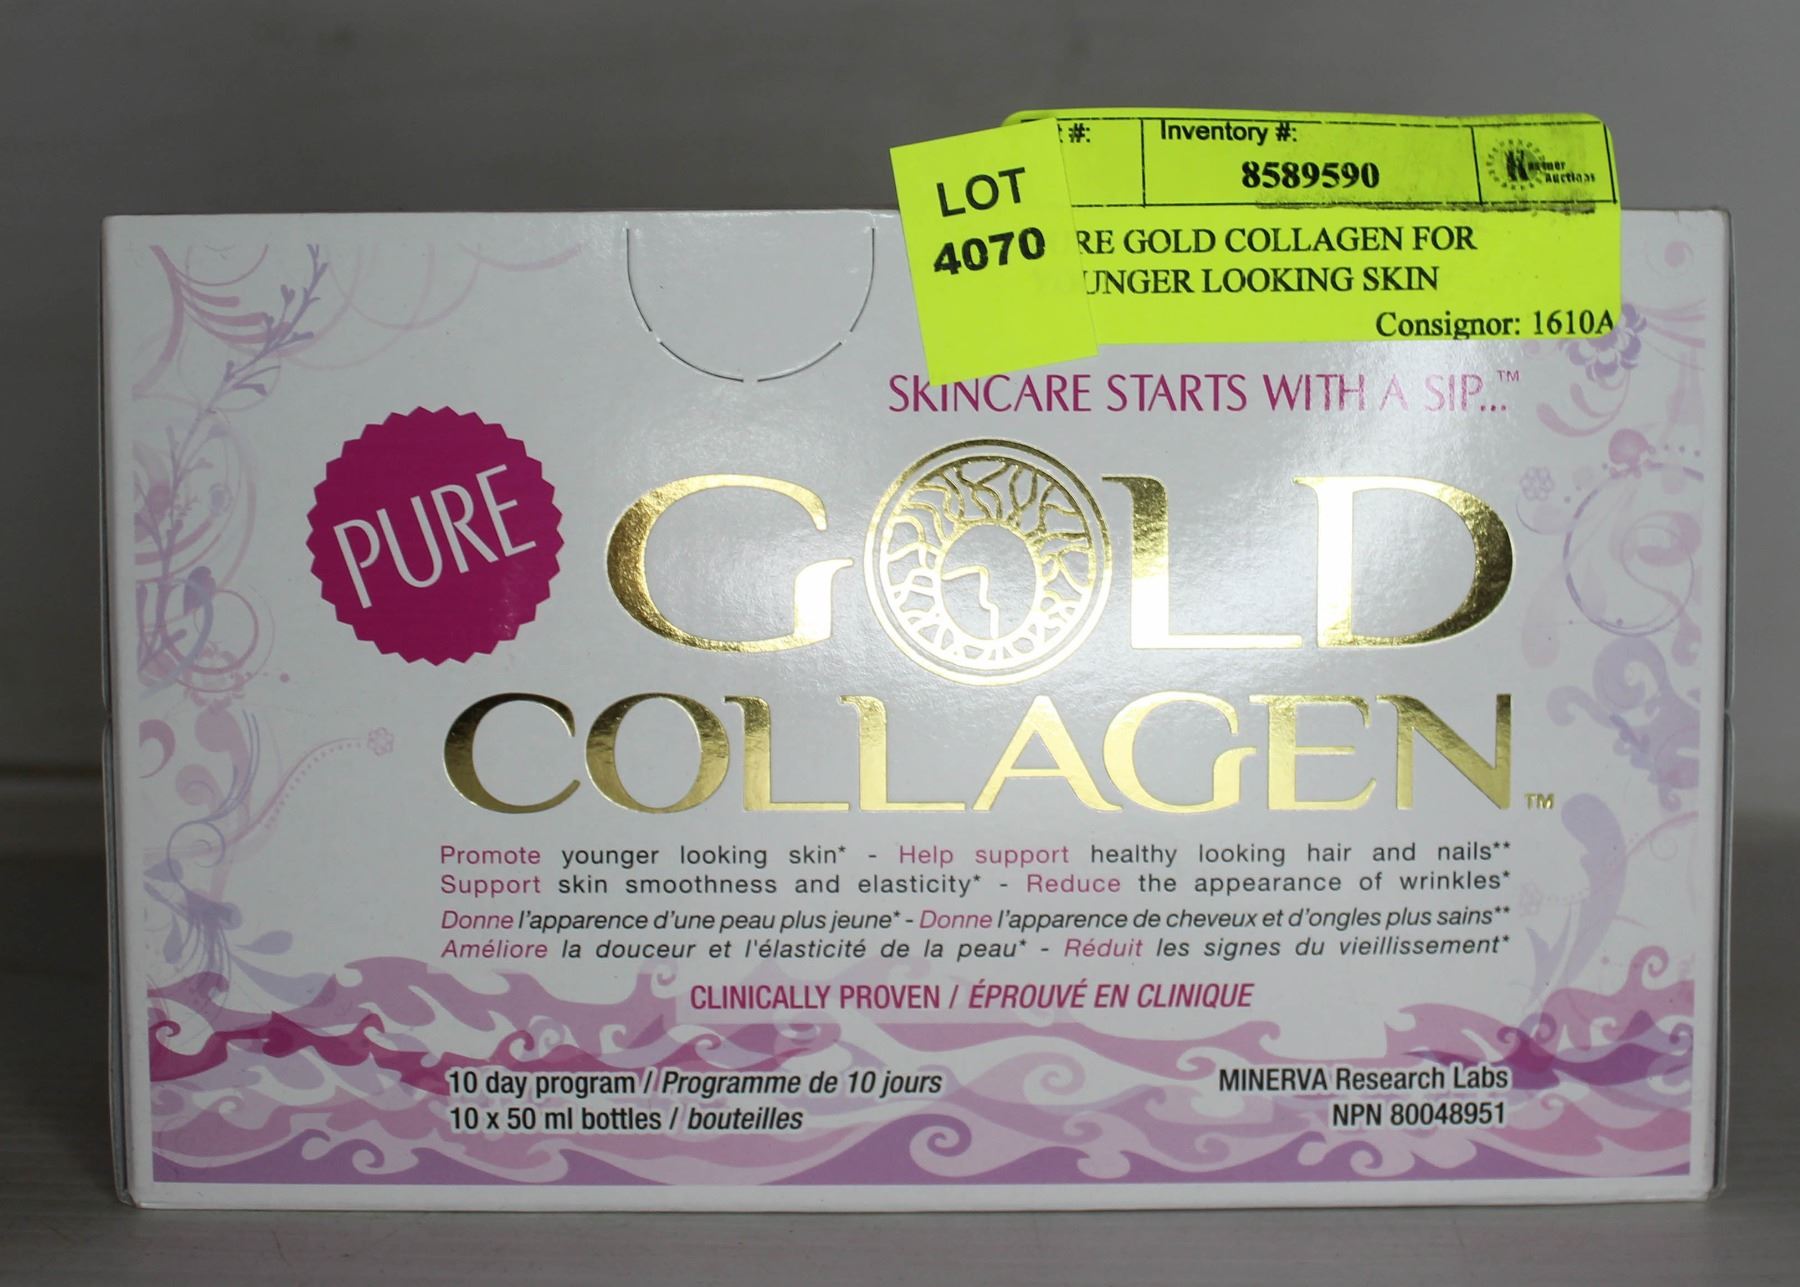 #:
Inventory #:
8589590
LOT
4070
RE GOLD COLLAGEN FOR
UNGER LOOKING SKIN
Consignor: 1610A
SKINCARE STARTS WITH A SIP...™
PURE
GOLD
COLLAGEN™
Promote younger looking skin* - Help support healthy looking hair and nails**
Support skin smoothness and elasticity* - Reduce the appearance of wrinkles*
Donne l'apparence d'une peau plus jeune* - Donne l'apparence de cheveux et d'ongles plus sains**
Améliore la douceur et l'élasticité de la peau* - Réduit les signes du vieillissement*
CLINICALLY PROVEN / ÉPROUVÉ EN CLINIQUE
10 day program / Programme de 10 jours
10 x 50 ml bottles / bouteilles
MINERVA Research Labs
NPN 80048951